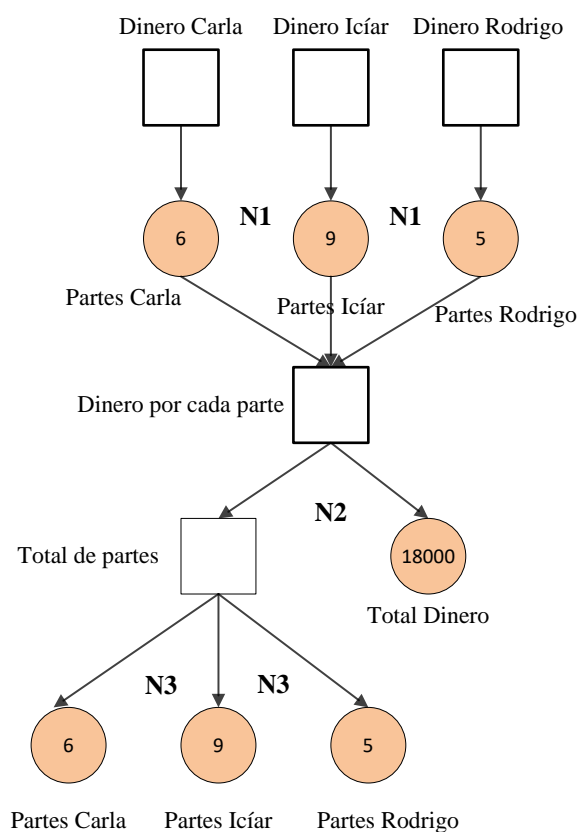 Dinero Carla Dinero Icíar Dinero Rodrigo
N1 N1
6 9 5
Partes Carla Partes Icíar Partes Rodrigo
Dinero por cada parte
N2
Total de partes 18000
Total Dinero
N3 N3
6 9 5
Partes Carla Partes Icíar Partes Rodrigo